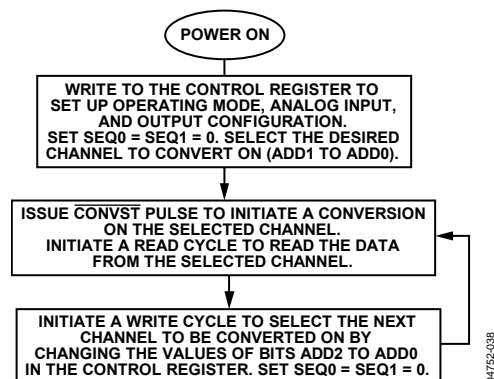 POWER ON
WRITE TO THE CONTROL REGISTER TO
SET UP OPERATING MODE, ANALOG INPUT,
AND OUTPUT CONFIGURATION.
SET SEQ0 = SEQ1 = 0. SELECT THE DESIRED
CHANNEL TO CONVERT ON (ADD1 TO ADD0).
ISSUE CONVST PULSE TO INITIATE A CONVERSION
ON THE SELECTED CHANNEL.
INITIATE A READ CYCLE TO READ THE DATA
FROM THE SELECTED CHANNEL.
INITIATE A WRITE CYCLE TO SELECT THE NEXT
CHANNEL TO BE CONVERTED ON BY
CHANGING THE VALUES OF BITS ADD2 TO ADD0
IN THE CONTROL REGISTER. SET SEQ0 = SEQ1 = 0.
04752-038